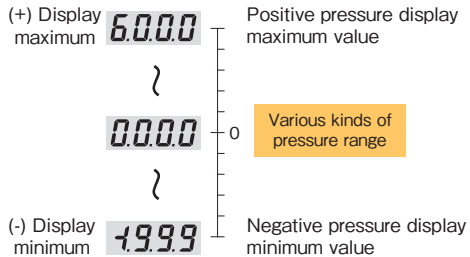 (+) Display maximum
6.0.0.0
Positive pressure display maximum value
0.0.0.0
0
Various kinds of pressure range
(-) Display minimum
-1.9.9.9
Negative pressure display minimum value